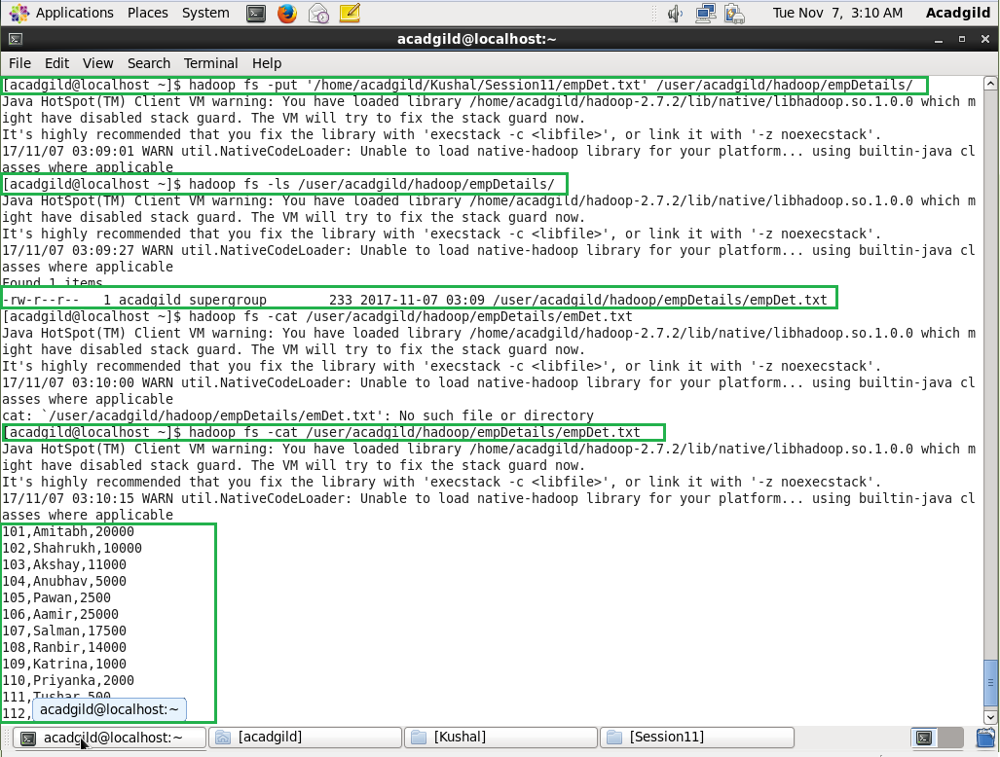 Applications Places System Tue Nov 7, 3:10 AM Acadgild
acadgild@localhost:~
File Edit View Search Terminal Help
[acadgild@localhost ~]$ hadoop fs -put '/home/acadgild/Kushal/Session11/empDet.txt' /user/acadgild/hadoop/empDetails/
Java HotSpot(TM) Client VM warning: You have loaded library /home/acadgild/hadoop-2.7.2/lib/native/libhadoop.so.1.0.0 which m
ight have disabled stack guard. The VM will try to fix the stack guard now.
It's highly recommended that you fix the library with 'execstack -c <libfile>', or link it with '-z noexecstack'.
17/11/07 03:09:01 WARN util.NativeCodeLoader: Unable to load native-hadoop library for your platform... using builtin-java cl
asses where applicable
[acadgild@localhost ~]$ hadoop fs -ls /user/acadgild/hadoop/empDetails/
Java HotSpot(TM) Client VM warning: You have loaded library /home/acadgild/hadoop-2.7.2/lib/native/libhadoop.so.1.0.0 which m
ight have disabled stack guard. The VM will try to fix the stack guard now.
It's highly recommended that you fix the library with 'execstack -c <libfile>', or link it with '-z noexecstack'.
17/11/07 03:09:27 WARN util.NativeCodeLoader: Unable to load native-hadoop library for your platform... using builtin-java cl
asses where applicable
Found 1 items
-rw-r--r-- 1 acadgild supergroup 233 2017-11-07 03:09 /user/acadgild/hadoop/empDetails/empDet.txt
[acadgild@localhost ~]$ hadoop fs -cat /user/acadgild/hadoop/empDetails/emDet.txt
Java HotSpot(TM) Client VM warning: You have loaded library /home/acadgild/hadoop-2.7.2/lib/native/libhadoop.so.1.0.0 which m
ight have disabled stack guard. The VM will try to fix the stack guard now.
It's highly recommended that you fix the library with 'execstack -c <libfile>', or link it with '-z noexecstack'.
17/11/07 03:10:00 WARN util.NativeCodeLoader: Unable to load native-hadoop library for your platform... using builtin-java cl
asses where applicable
cat: `/user/acadgild/hadoop/empDetails/emDet.txt': No such file or directory
[acadgild@localhost ~]$ hadoop fs -cat /user/acadgild/hadoop/empDetails/empDet.txt
Java HotSpot(TM) Client VM warning: You have loaded library /home/acadgild/hadoop-2.7.2/lib/native/libhadoop.so.1.0.0 which m
ight have disabled stack guard. The VM will try to fix the stack guard now.
It's highly recommended that you fix the library with 'execstack -c <libfile>', or link it with '-z noexecstack'.
17/11/07 03:10:15 WARN util.NativeCodeLoader: Unable to load native-hadoop library for your platform... using builtin-java cl
asses where applicable
101,Amitabh,20000
102,Shahrukh,10000
103,Akshay,11000
104,Anubhav,5000
105,Pawan,2500
106,Aamir,25000
107,Salman,17500
108,Ranbir,14000
109,Katrina,1000
110,Priyanka,2000
111,Tushar,500
112,
acadgild@localhost:~
acadgild@localhost:~ [acadgild] [Kushal] [Session11]